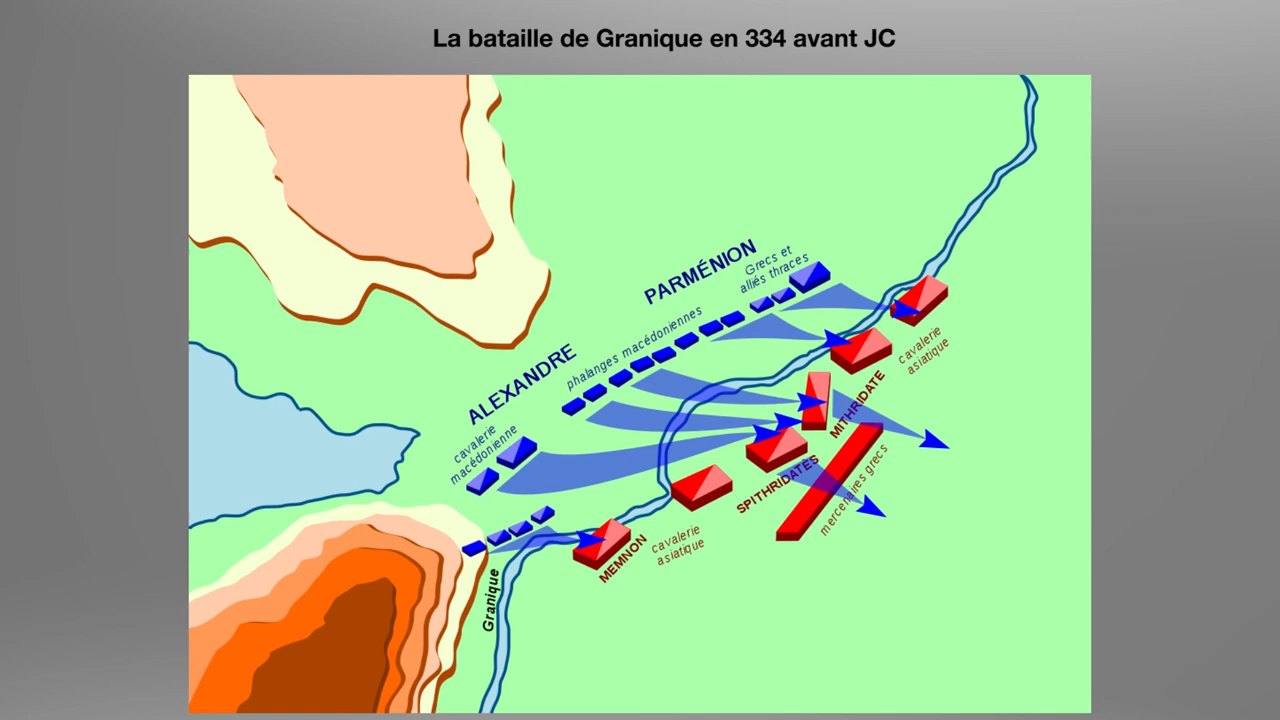 La bataille de Granique en 334 avant JC
PARMÉNION
Grecs et
alliés thraces
phalanges macédoniennes
ALEXANDRE
cavalerie
macédonienne
cavalerie
asiatique
MITHRIDATE
SPITHRIDATÈS
mercenaires grecs
MEMNON
cavalerie
asiatique
Granique